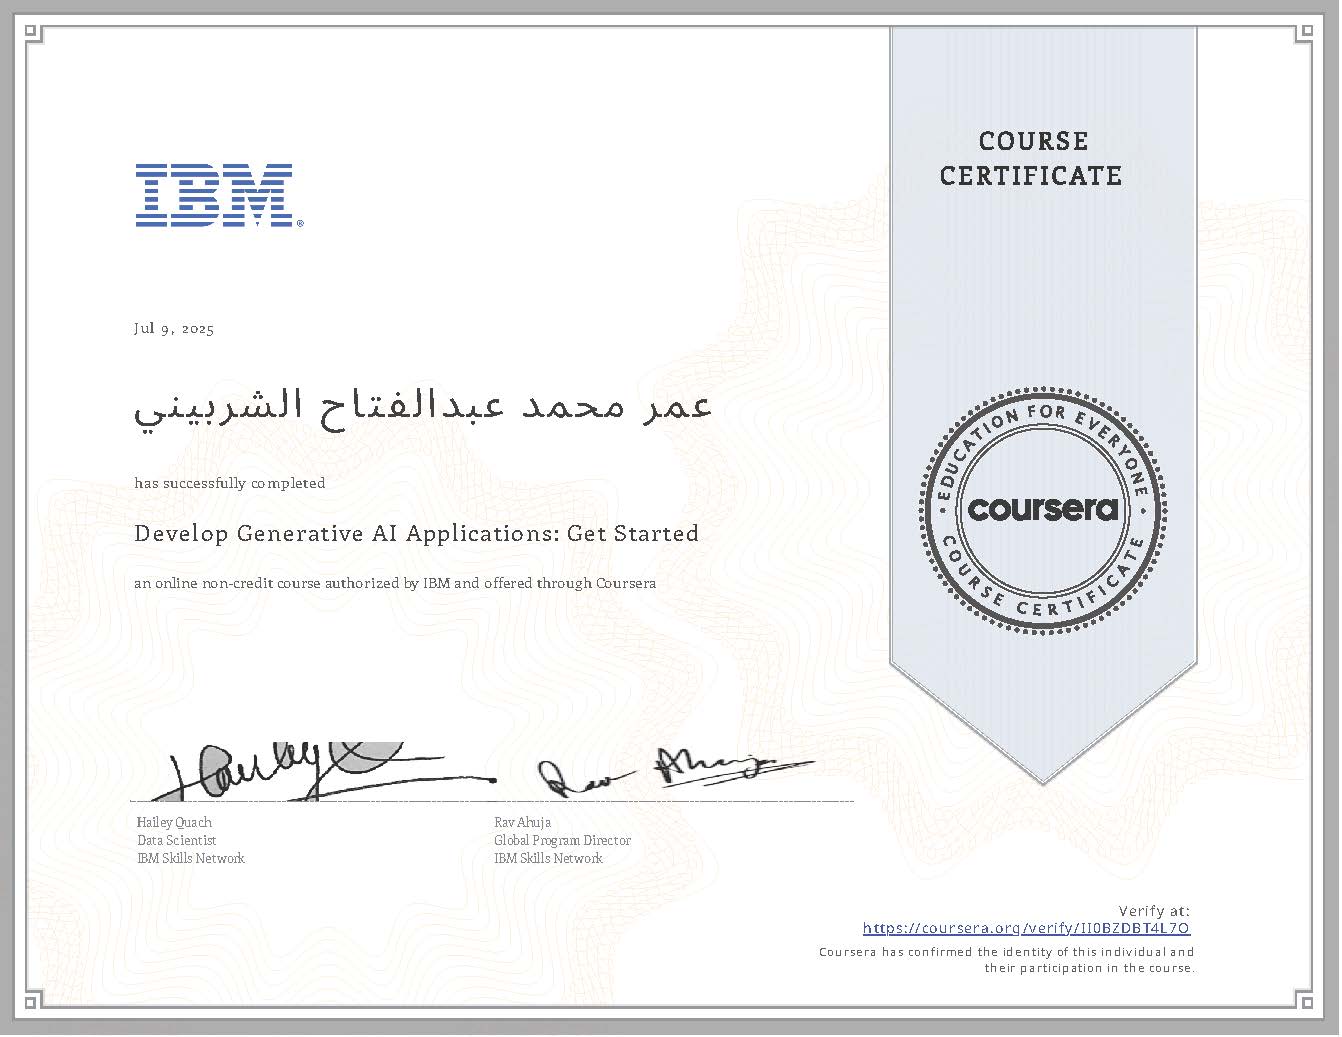 COURSE
CERTIFICATE
IBM®
Jul 9, 2025
عمر محمد عبدالفتاح الشربيني
has successfully completed
Develop Generative AI Applications: Get Started
an online non-credit course authorized by IBM and offered through Coursera
EDUCATION FOR EVERYONE
coursera
COURSE CERTIFICATE
Hailey Quach
Data Scientist
IBM Skills Network
Rav Ahuja
Rav Ahuja
Global Program Director
IBM Skills Network
Verify at:
https://coursera.org/verify/II0BZDBT4L7O
Coursera has confirmed the identity of this individual and
their participation in the course.